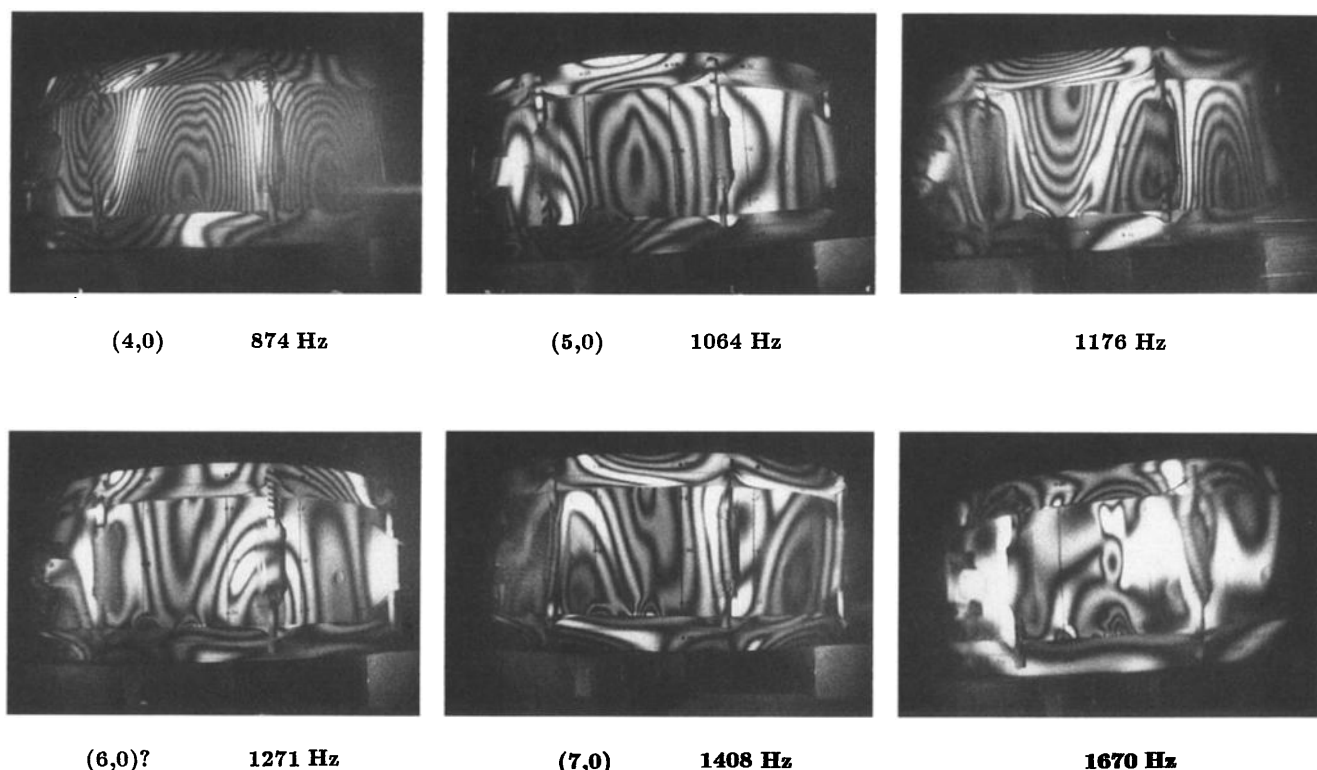 (4,0) 874 Hz
(5,0) 1064 Hz
1176 Hz
(6,0)? 1271 Hz
(7,0) 1408 Hz
1670 Hz